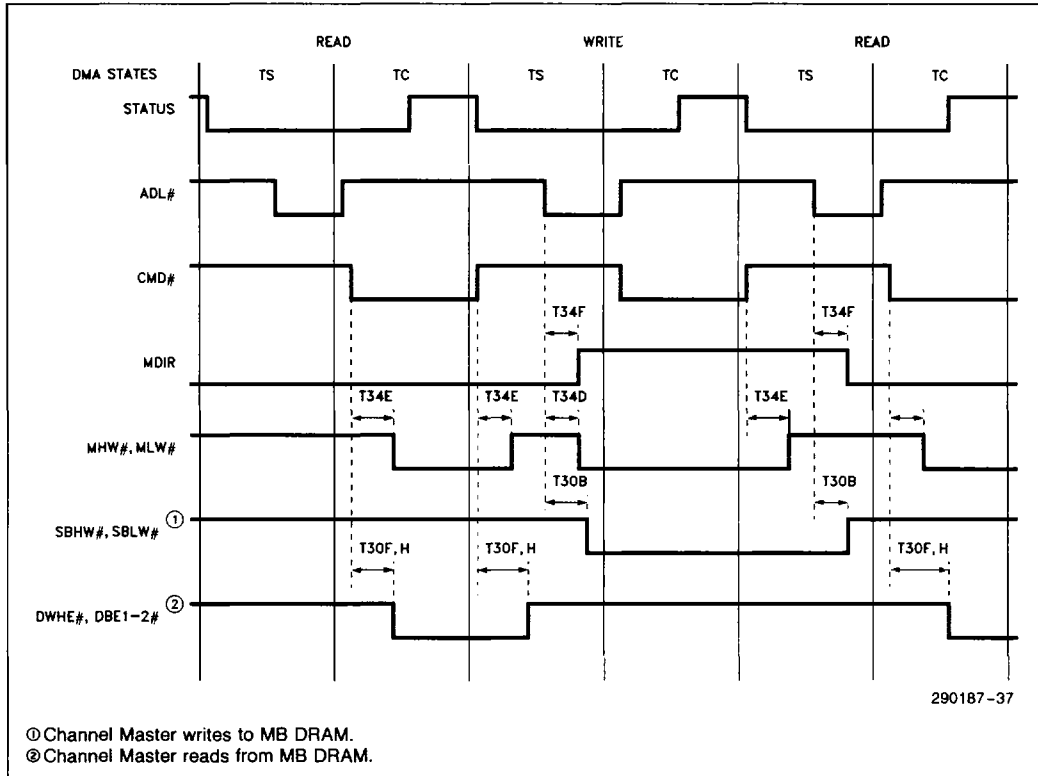 READ WRITE READ
DMA STATES TS TC TS TC TS TC
STATUS
ADL#
CMD#
T34F T34F
MDIR
T34E T34E T34D T34E
MHW#, MLW#
T30B T30B
SBHW#, SBLW# ①
T30F, H T30F, H T30F, H
DWHE#, DBE1-2# ②
290187-37
① Channel Master writes to MB DRAM.
② Channel Master reads from MB DRAM.